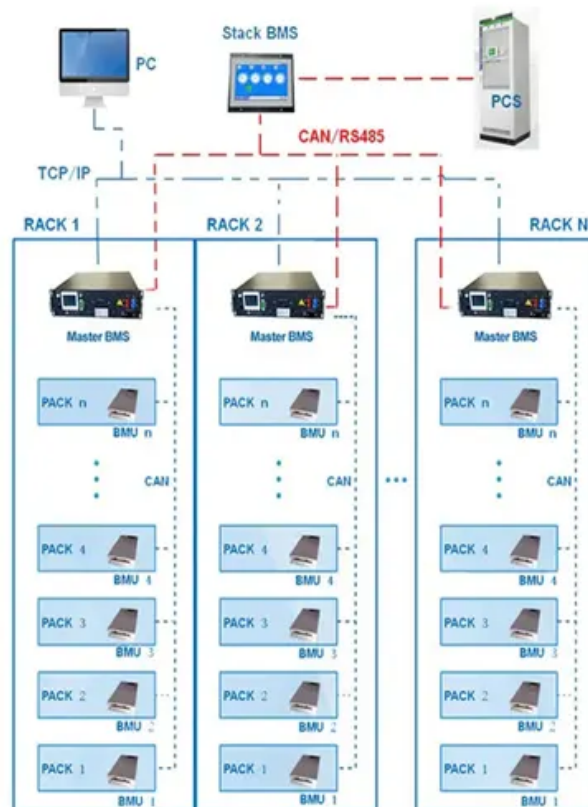 PC
Stack BMS
PCS
CAN/RS485
TCP/IP
RACK 1
RACK 2
RACK N
Master BMS
Master BMS
Master BMS
PACK n
BMU n
PACK n
BMU n
PACK n
BMU n
CAN
CAN
CAN
PACK 4
BMU 4
PACK 4
BMU 4
PACK 4
BMU 4
PACK 3
BMU 3
PACK 3
BMU 3
PACK 3
BMU 3
PACK 2
BMU 2
PACK 2
BMU 2
PACK 2
BMU 2
PACK 1
BMU 1
PACK 1
BMU 1
PACK 1
BMU 1